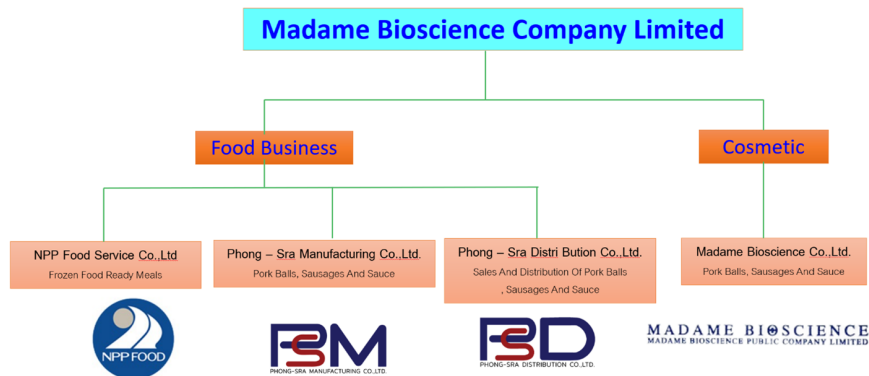 Madame Bioscience Company Limited
Food Business
Cosmetic
NPP Food Service Co.,Ltd
Frozen Food Ready Meals
Phong – Sra Manufacturing Co.,Ltd.
Pork Balls, Sausages And Sauce
Phong – Sra Distri Bution Co.,Ltd.
Sales And Distribution Of Pork Balls
, Sausages And Sauce
Madame Bioscience Co.,Ltd.
Pork Balls, Sausages And Sauce
NPP FOOD
PSM
PHONG-SRA MANUFACTURING CO.,LTD.
PSD
PHONG-SRA DISTRIBUTION CO.,LTD.
MADAME BIOSCIENCE
MADAME BIOSCIENCE PUBLIC COMPANY LIMITED